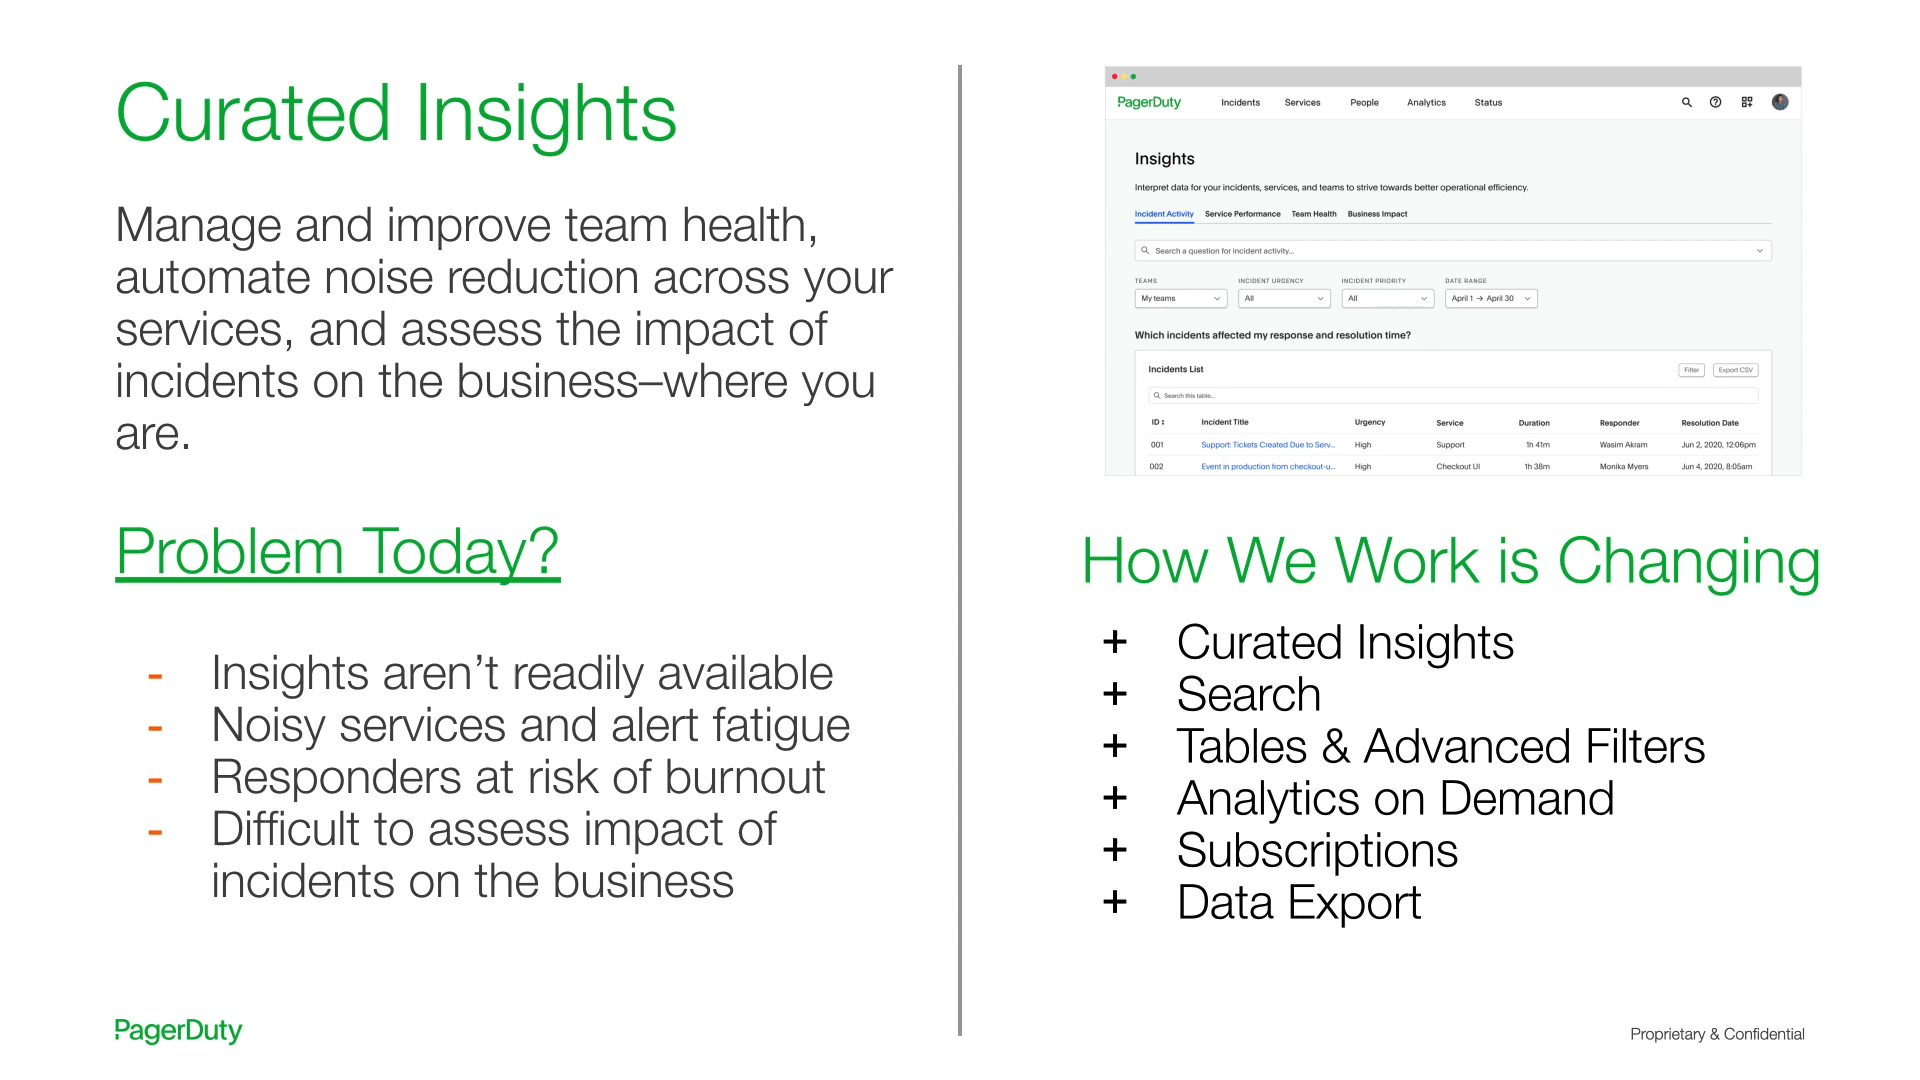 Curated Insights
Manage and improve team health,
automate noise reduction across your
services, and assess the impact of
incidents on the business–where you
are.
Problem Today?
- Insights aren’t readily available
- Noisy services and alert fatigue
- Responders at risk of burnout
- Difficult to assess impact of
incidents on the business
PagerDuty
PagerDuty Incidents Services People Analytics Status
Insights
Interpret data for your incidents, services, and teams to strive towards better operational efficiency.
Incident Activity Service Performance Team Health Business Impact
Search a question for incident activity...
TEAMS INCIDENT URGENCY INCIDENT PRIORITY DATE RANGE
My teams All All April 1 → April 30
Which incidents affected my response and resolution time?
Incidents List Filter Export CSV
Search this table...
ID Incident Title Urgency Service Duration Responder Resolution Date
001 Support: Tickets Created Due to Serv... High Support 1h 41m Wasim Akram Jun 2, 2020, 12:06pm
002 Event in production from checkout-u... High Checkout UI 1h 38m Monika Myers Jun 4, 2020, 8:05am
How We Work is Changing
+ Curated Insights
+ Search
+ Tables & Advanced Filters
+ Analytics on Demand
+ Subscriptions
+ Data Export
Proprietary & Confidential